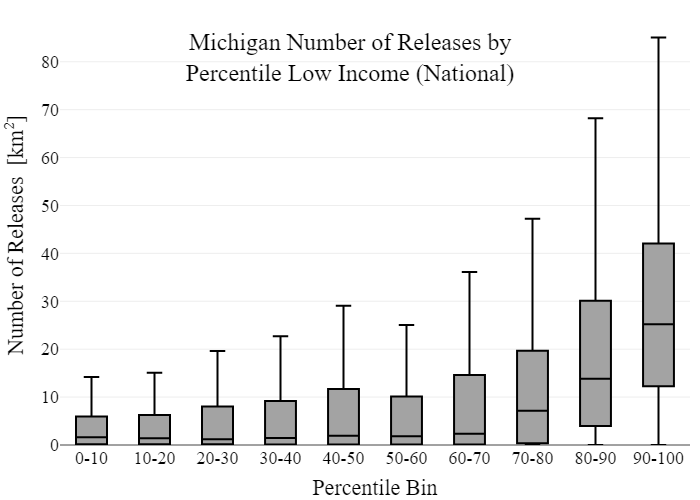 Michigan Number of Releases by
Percentile Low Income (National)
Number of Releases [km²]
80
70
60
50
40
30
20
10
0
0-10 10-20 20-30 30-40 40-50 50-60 60-70 70-80 80-90 90-100
Percentile Bin